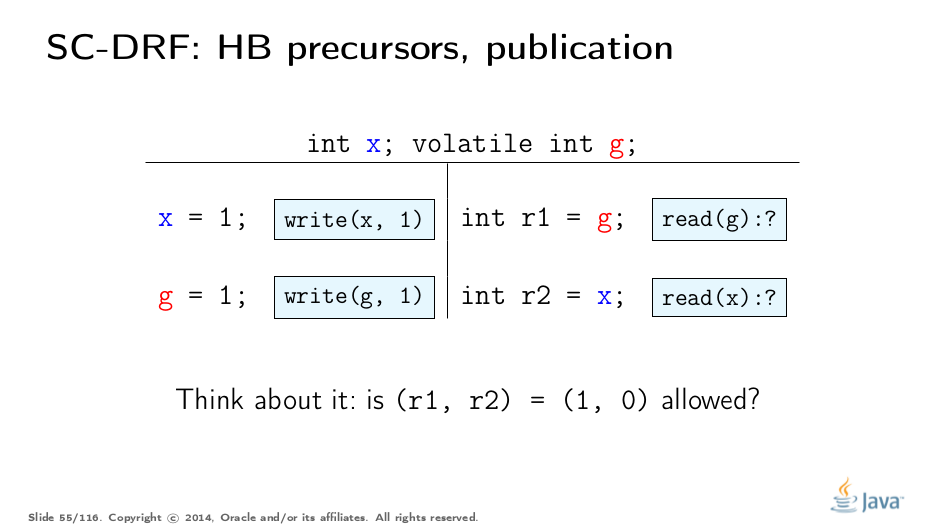 SC-DRF: HB precursors, publication
int x; volatile int g;
x = 1; write(x, 1) int r1 = g; read(g):?
g = 1; write(g, 1) int r2 = x; read(x):?
Think about it: is (r1, r2) = (1, 0) allowed?
Java™
Slide 55/116. Copyright © 2014, Oracle and/or its affiliates. All rights reserved.